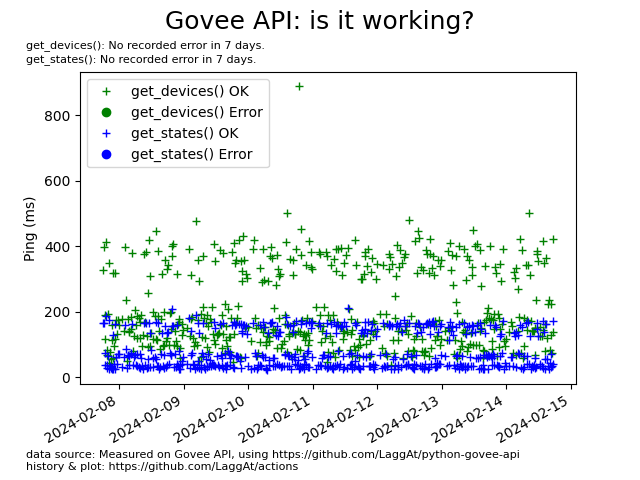 Govee API: is it working?
get_devices(): No recorded error in 7 days.
get_states(): No recorded error in 7 days.
get_devices() OK
get_devices() Error
get_states() OK
get_states() Error
Ping (ms)
800
600
400
200
0
2024-02-08
2024-02-09
2024-02-10
2024-02-11
2024-02-12
2024-02-13
2024-02-14
2024-02-15
data source: Measured on Govee API, using https://github.com/LaggAt/python-govee-api
history & plot: https://github.com/LaggAt/actions